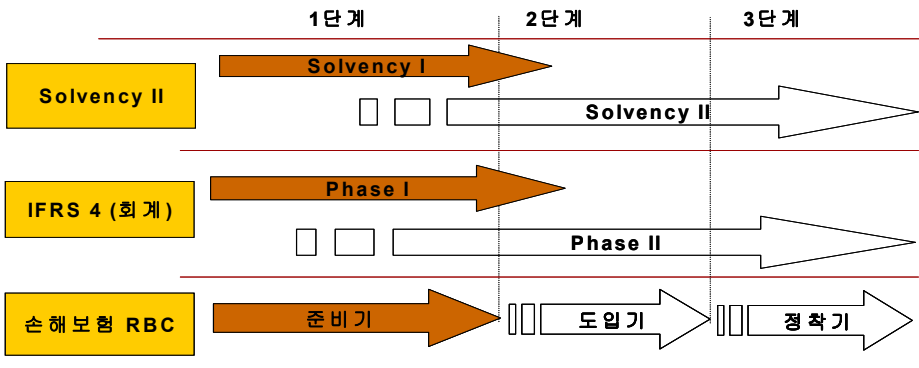 1단계 2단계 3단계
Solvency I
Solvency II
Solvency II
Phase I
IFRS 4 (회계)
Phase II
손해보험 RBC 준비기 도입기 정착기